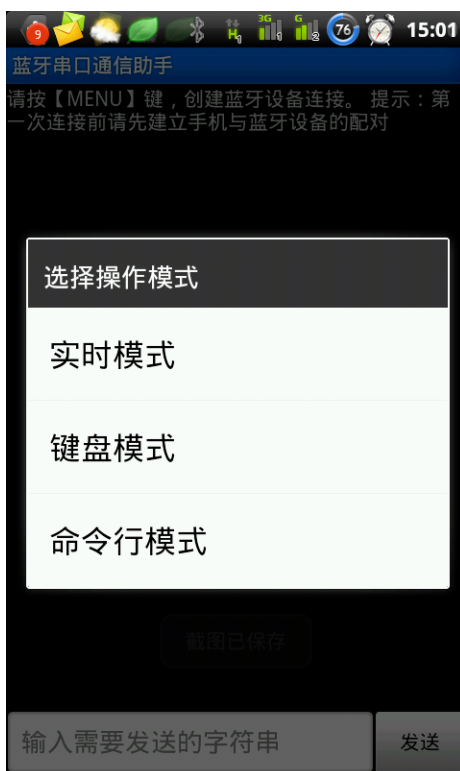 9 H 3G 1 G 2 76 15:01
蓝牙串口通信助手
请按【MENU】键，创建蓝牙设备连接。 提示：第
一次连接前请先建立手机与蓝牙设备的配对
选择操作模式
实时模式
键盘模式
命令行模式
截图已保存
输入需要发送的字符串 发送